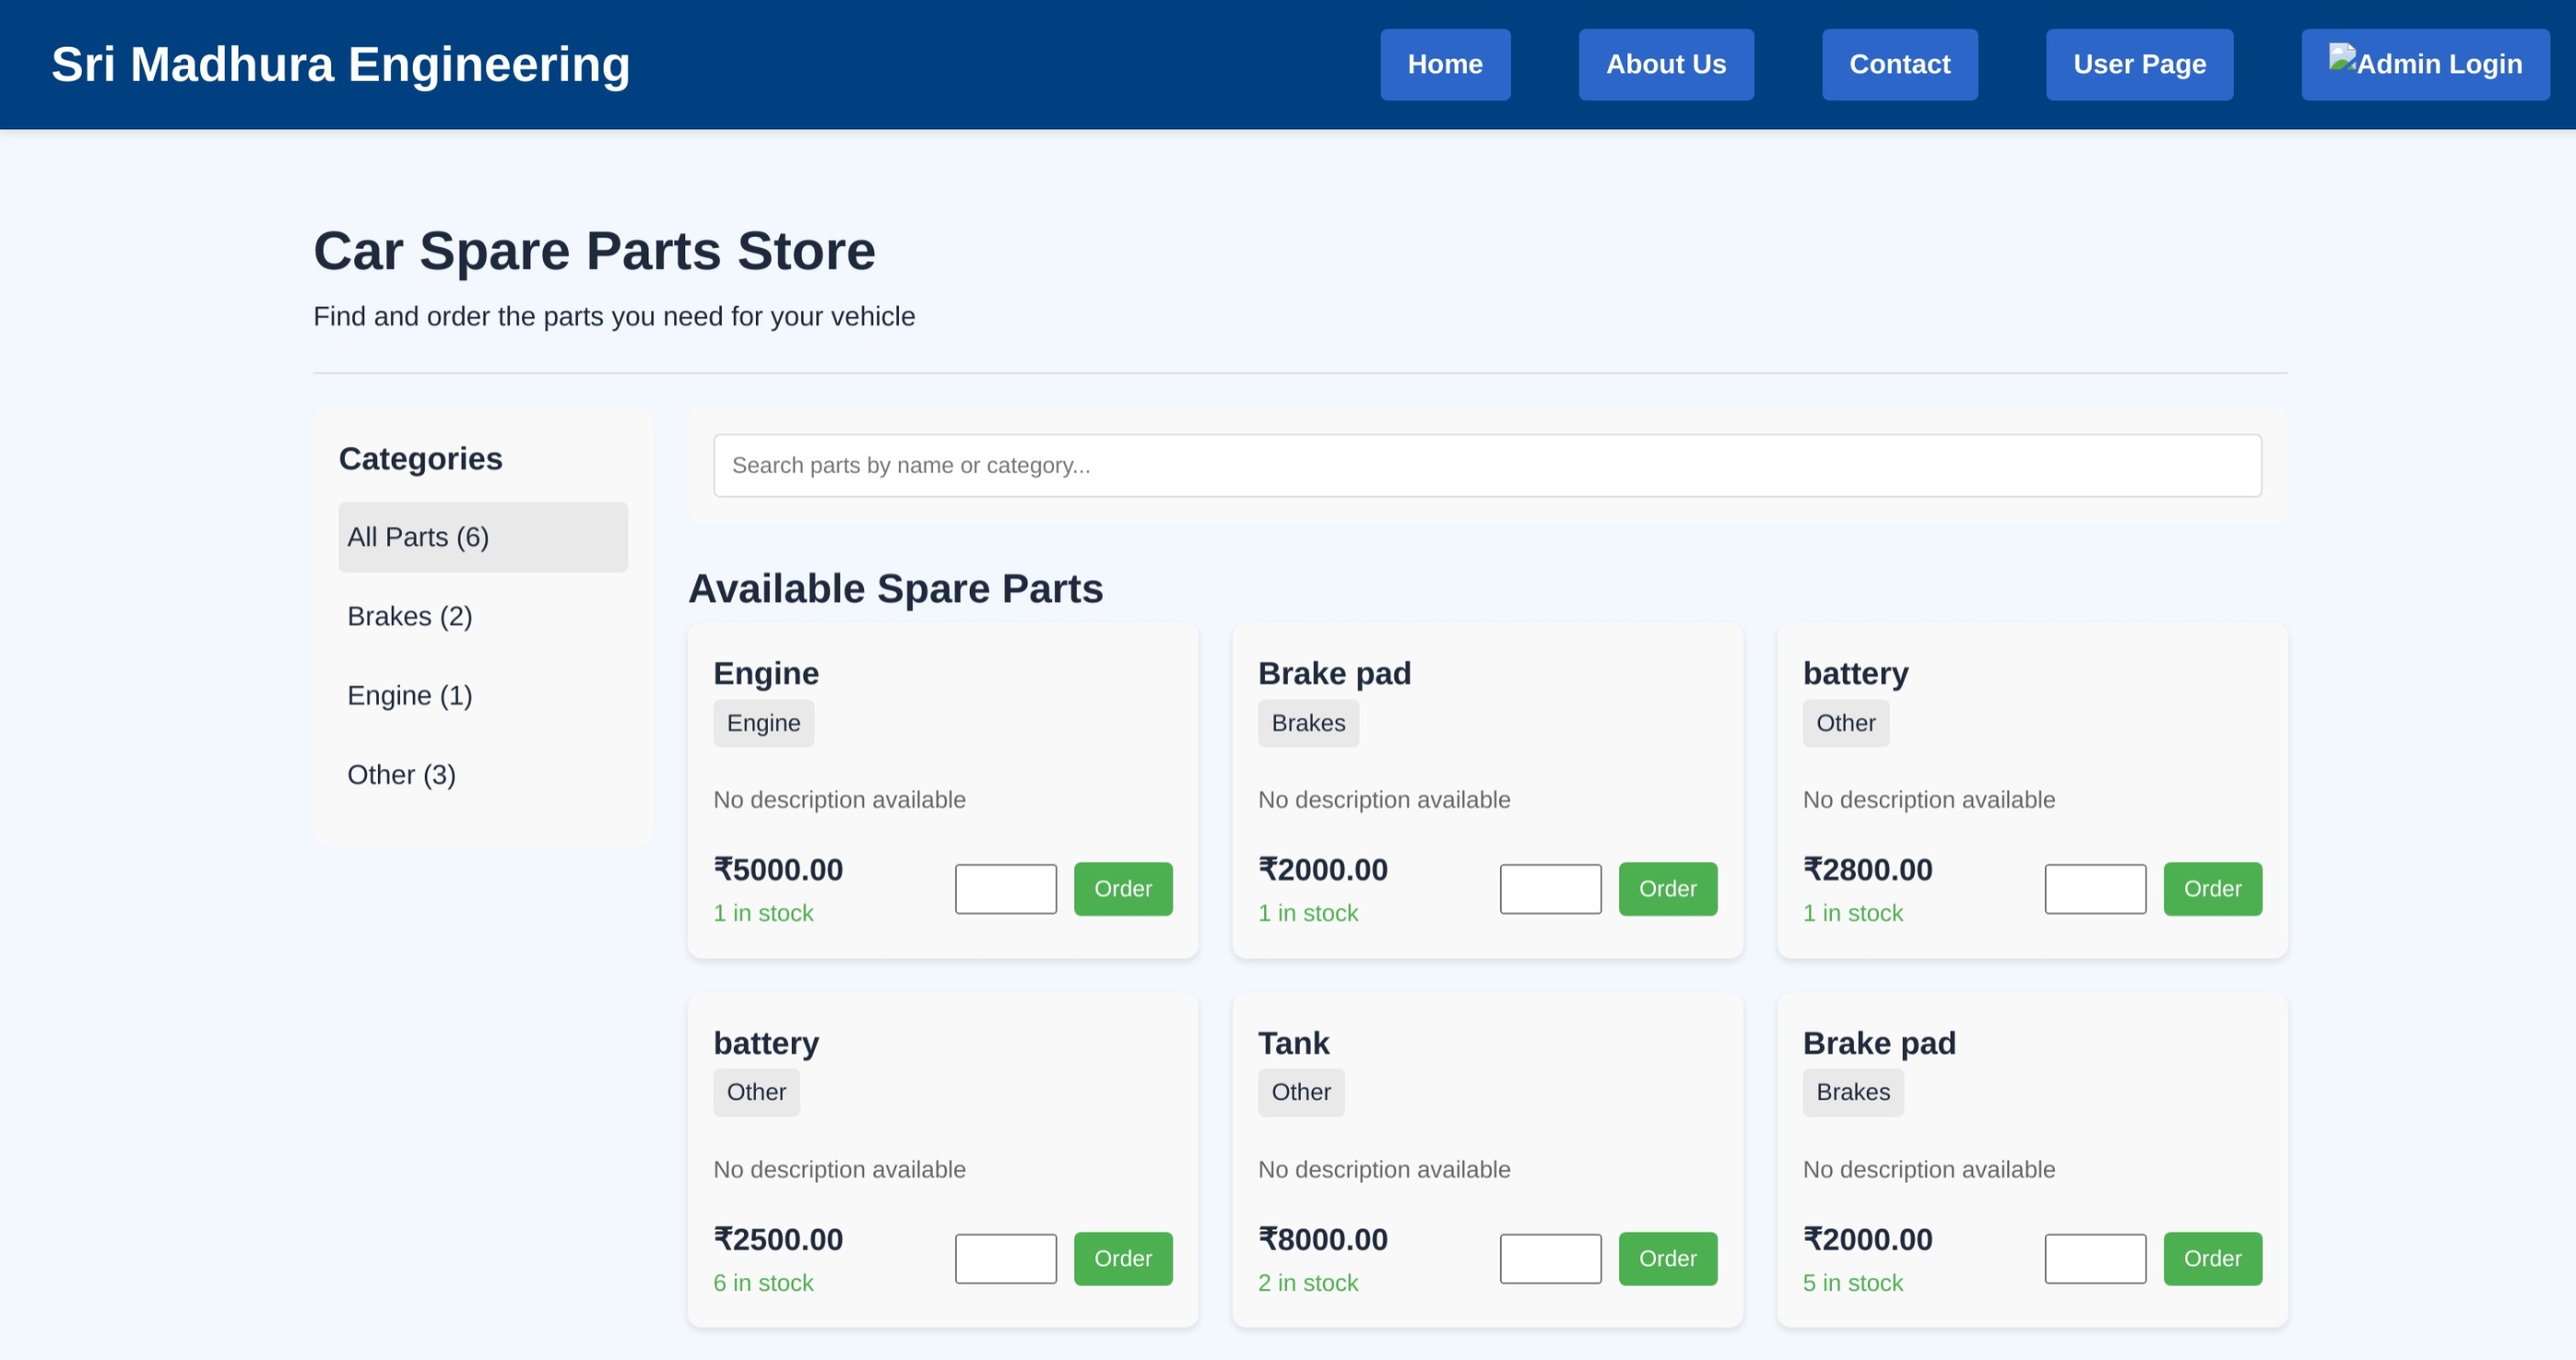 Sri Madhura Engineering
Home
About Us
Contact
User Page
Admin Login
Car Spare Parts Store
Find and order the parts you need for your vehicle
Categories
All Parts (6)
Brakes (2)
Engine (1)
Other (3)
Search parts by name or category...
Available Spare Parts
Engine
Engine
No description available
₹5000.00
1 in stock
Order
Brake pad
Brakes
No description available
₹2000.00
1 in stock
Order
battery
Other
No description available
₹2800.00
1 in stock
Order
battery
Other
No description available
₹2500.00
6 in stock
Order
Tank
Other
No description available
₹8000.00
2 in stock
Order
Brake pad
Brakes
No description available
₹2000.00
5 in stock
Order